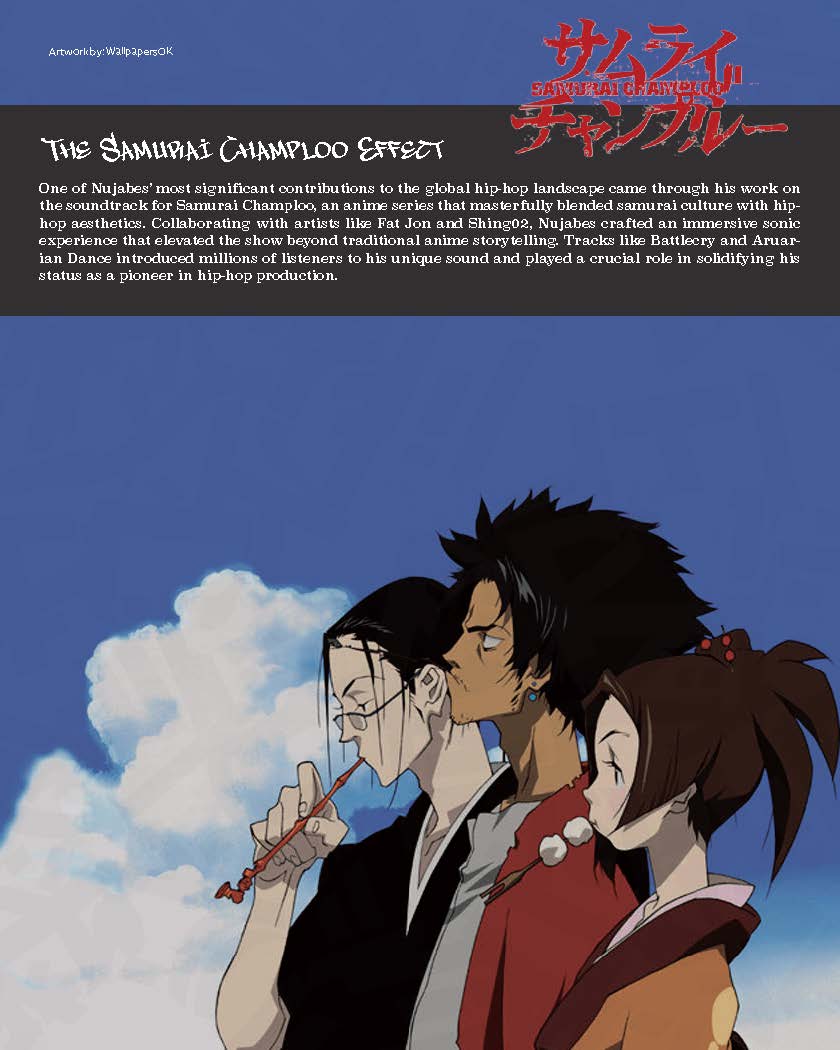 Artwork by: WallpapersOK
サムライ
SAMURAI CHAMPLOO
チャンプルー
The Samurai Champloo Effect
One of Nujabes' most significant contributions to the global hip-hop landscape came through his work on
the soundtrack for Samurai Champloo, an anime series that masterfully blended samurai culture with hip-
hop aesthetics. Collaborating with artists like Fat Jon and Shing02, Nujabes crafted an immersive sonic
experience that elevated the show beyond traditional anime storytelling. Tracks like Battlecry and Aruar-
ian Dance introduced millions of listeners to his unique sound and played a crucial role in solidifying his
status as a pioneer in hip-hop production.